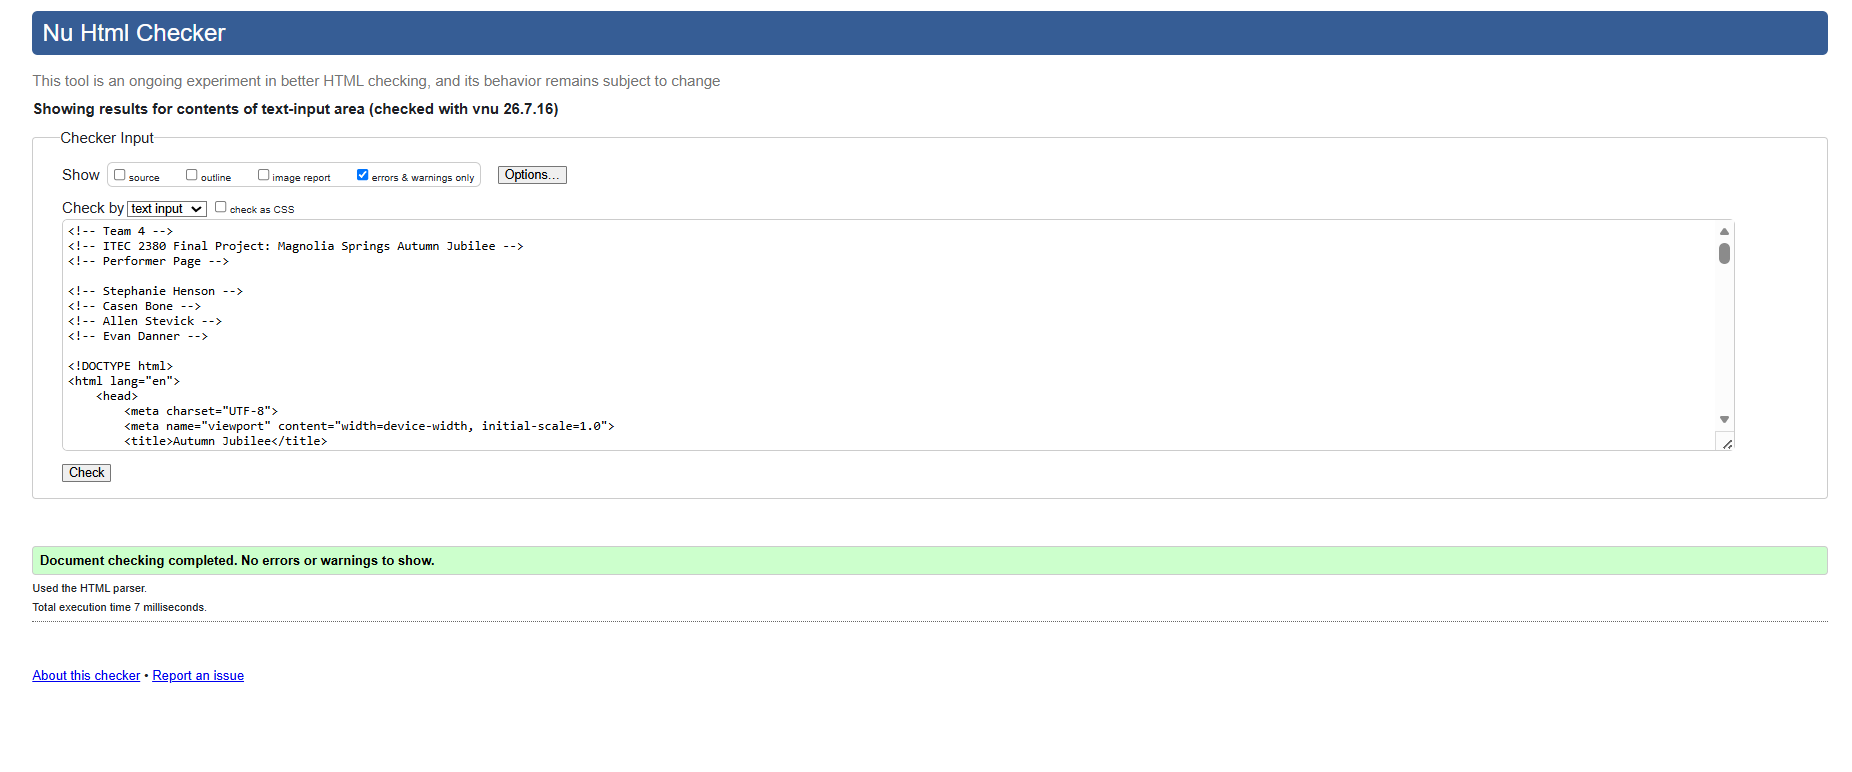 Nu Html Checker
This tool is an ongoing experiment in better HTML checking, and its behavior remains subject to change
Showing results for contents of text-input area (checked with vnu 26.7.16)
Checker Input
Show source outline image report errors & warnings only Options...
Check by text input check as CSS
<!-- Team 4 -->
<!-- ITEC 2380 Final Project: Magnolia Springs Autumn Jubilee -->
<!-- Performer Page -->
<!-- Stephanie Henson -->
<!-- Casen Bone -->
<!-- Allen Stevick -->
<!-- Evan Danner -->
<!DOCTYPE html>
<html lang="en">
<head>
<meta charset="UTF-8">
<meta name="viewport" content="width=device-width, initial-scale=1.0">
<title>Autumn Jubilee</title>
Check
Document checking completed. No errors or warnings to show.
Used the HTML parser.
Total execution time 7 milliseconds.
About this checker • Report an issue